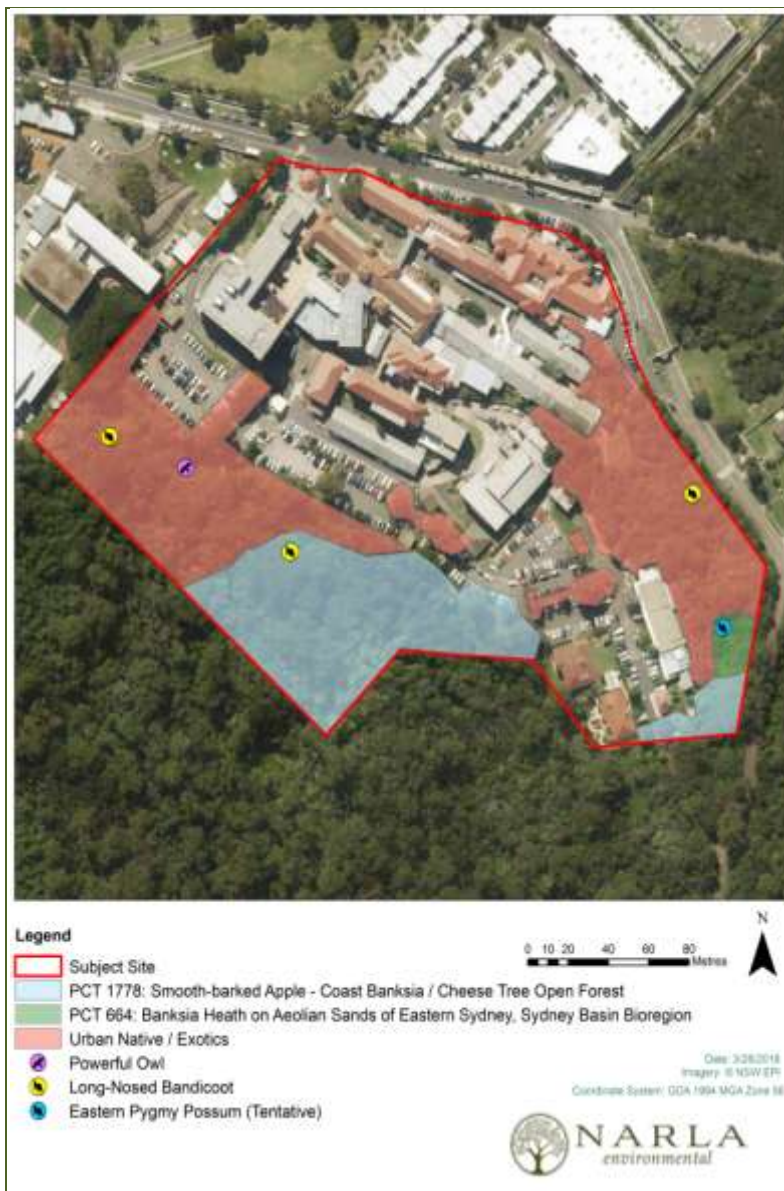 Legend
Subject Site
PCT 1778: Smooth-barked Apple - Coast Banksia / Cheese Tree Open Forest
PCT 664: Banksia Heath on Aeolian Sands of Eastern Sydney, Sydney Basin Bioregion
Urban Native / Exotics
Powerful Owl
Long-Nosed Bandicoot
Eastern Pygmy Possum (Tentative)
0 10 20 40 60 80
Metres
N
Date: 3/28/2018
Imagery: © NSW EPI
Coordinate System: GDA 1994 MGA Zone 56
NARLA
environmental